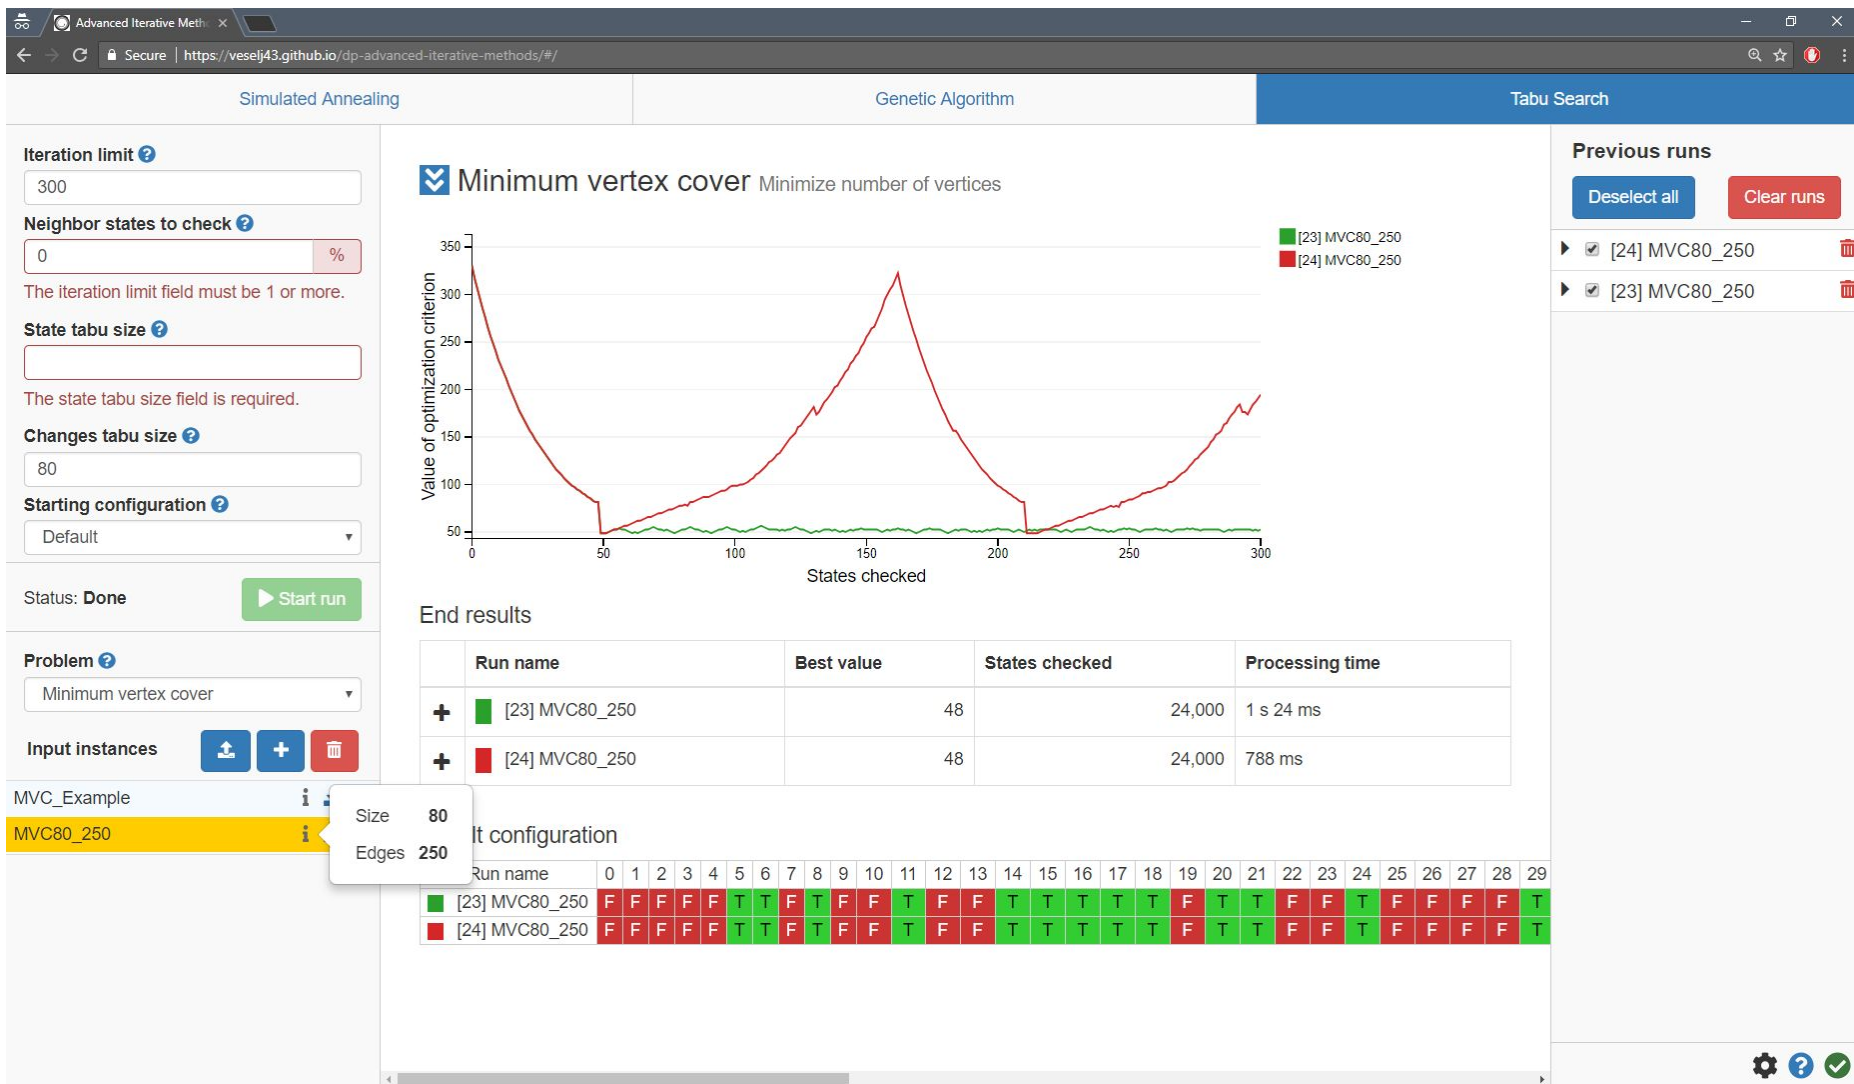 Advanced Iterative Meth
Secure | https://veselj43.github.io/dp-advanced-iterative-methods/#/
Simulated Annealing
Genetic Algorithm
Tabu Search
Iteration limit
300
Neighbor states to check
0 %
The iteration limit field must be 1 or more.
State tabu size
The state tabu size field is required.
Changes tabu size
80
Starting configuration
Default
Status: Done
Start run
Problem
Minimum vertex cover
Input instances
MVC_Example
MVC80_250
Size 80
Edges 250
Minimum vertex cover Minimize number of vertices
Value of optimization criterion
350
300
250
200
150
100
50
0 50 100 150 200 250 300
States checked
[23] MVC80_250
[24] MVC80_250
End results
Run name Best value States checked Processing time
[23] MVC80_250 48 24,000 1 s 24 ms
[24] MVC80_250 48 24,000 788 ms
lt configuration
Run name 0 1 2 3 4 5 6 7 8 9 10 11 12 13 14 15 16 17 18 19 20 21 22 23 24 25 26 27 28 29
[23] MVC80_250 F F F F F T T F T F F T F F T T T T T F T T F F T F F F F T
[24] MVC80_250 F F F F F T T F T F F T F F T T T T T F T T F F T F F F F T
Previous runs
Deselect all
Clear runs
[24] MVC80_250
[23] MVC80_250